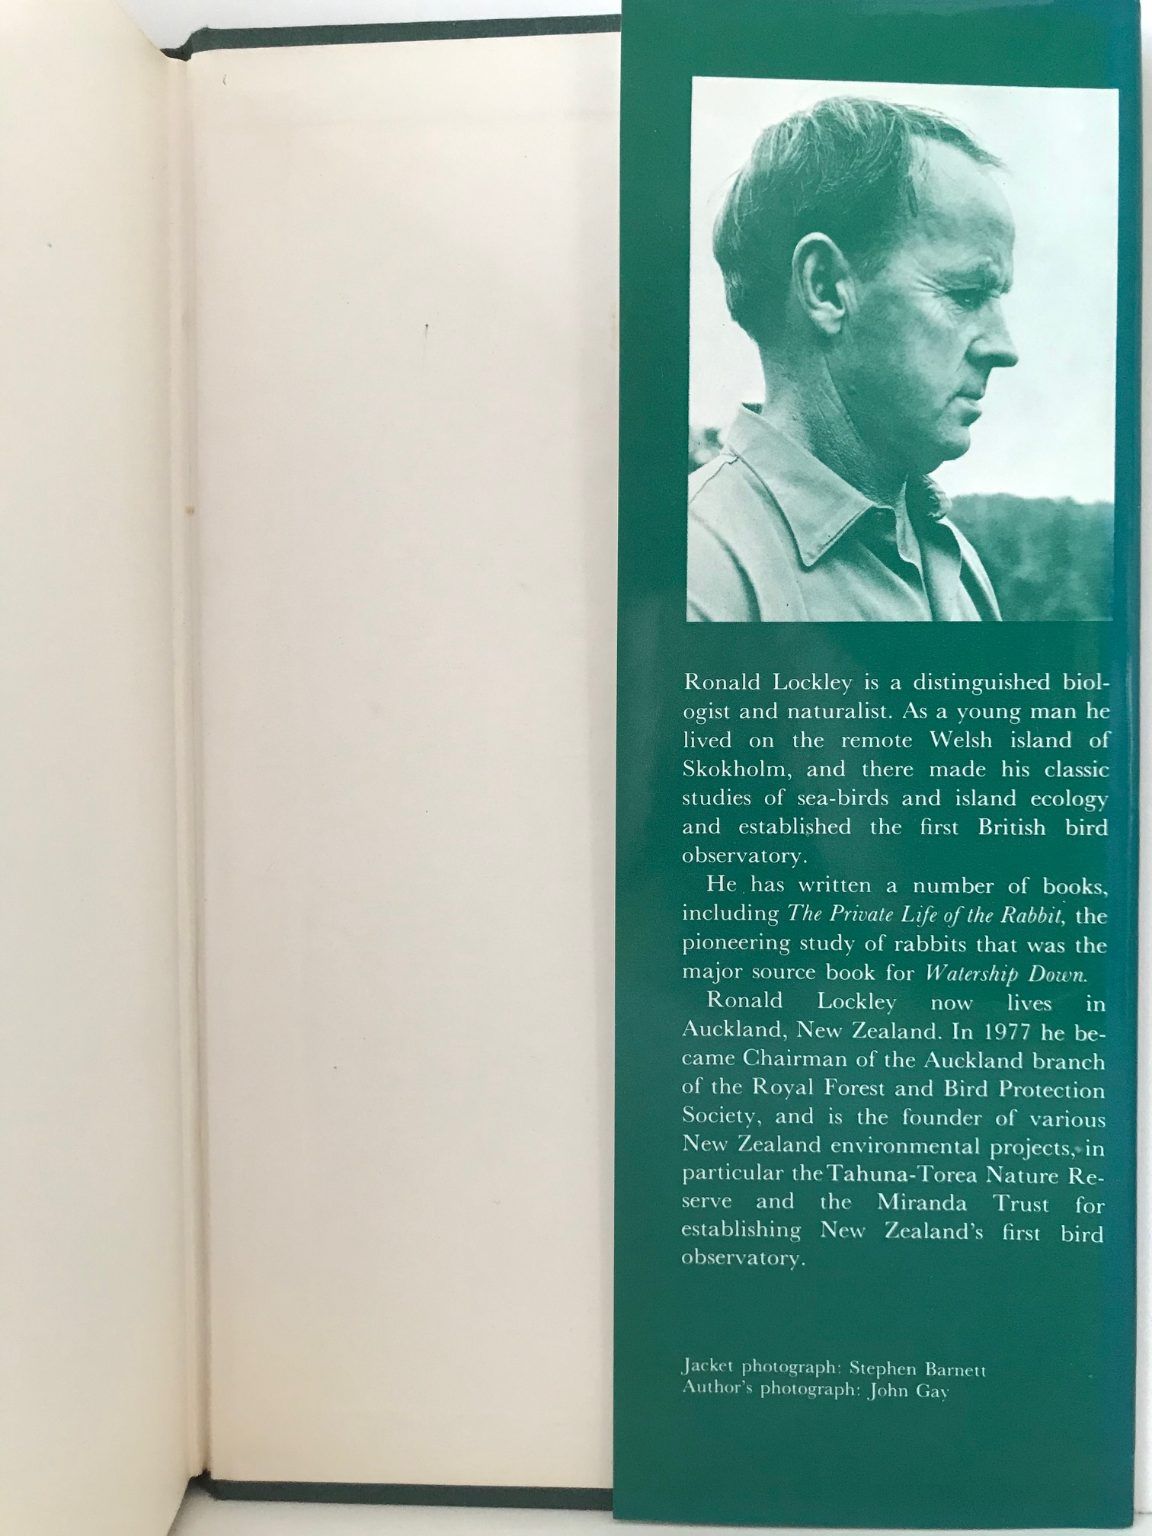 Ronald Lockley is a distinguished biol-
ogist and naturalist. As a young man he
lived on the remote Welsh island of
Skokholm, and there made his classic
studies of sea-birds and island ecology
and established the first British bird
observatory.
He has written a number of books,
including The Private Life of the Rabbit, the
pioneering study of rabbits that was the
major source book for Watership Down.
Ronald Lockley now lives in
Auckland, New Zealand. In 1977 he be-
came Chairman of the Auckland branch
of the Royal Forest and Bird Protection
Society, and is the founder of various
New Zealand environmental projects, in
particular the Tahuna-Torea Nature Re-
serve and the Miranda Trust for
establishing New Zealand's first bird
observatory.
Jacket photograph: Stephen Barnett
Author's photograph: John Gay